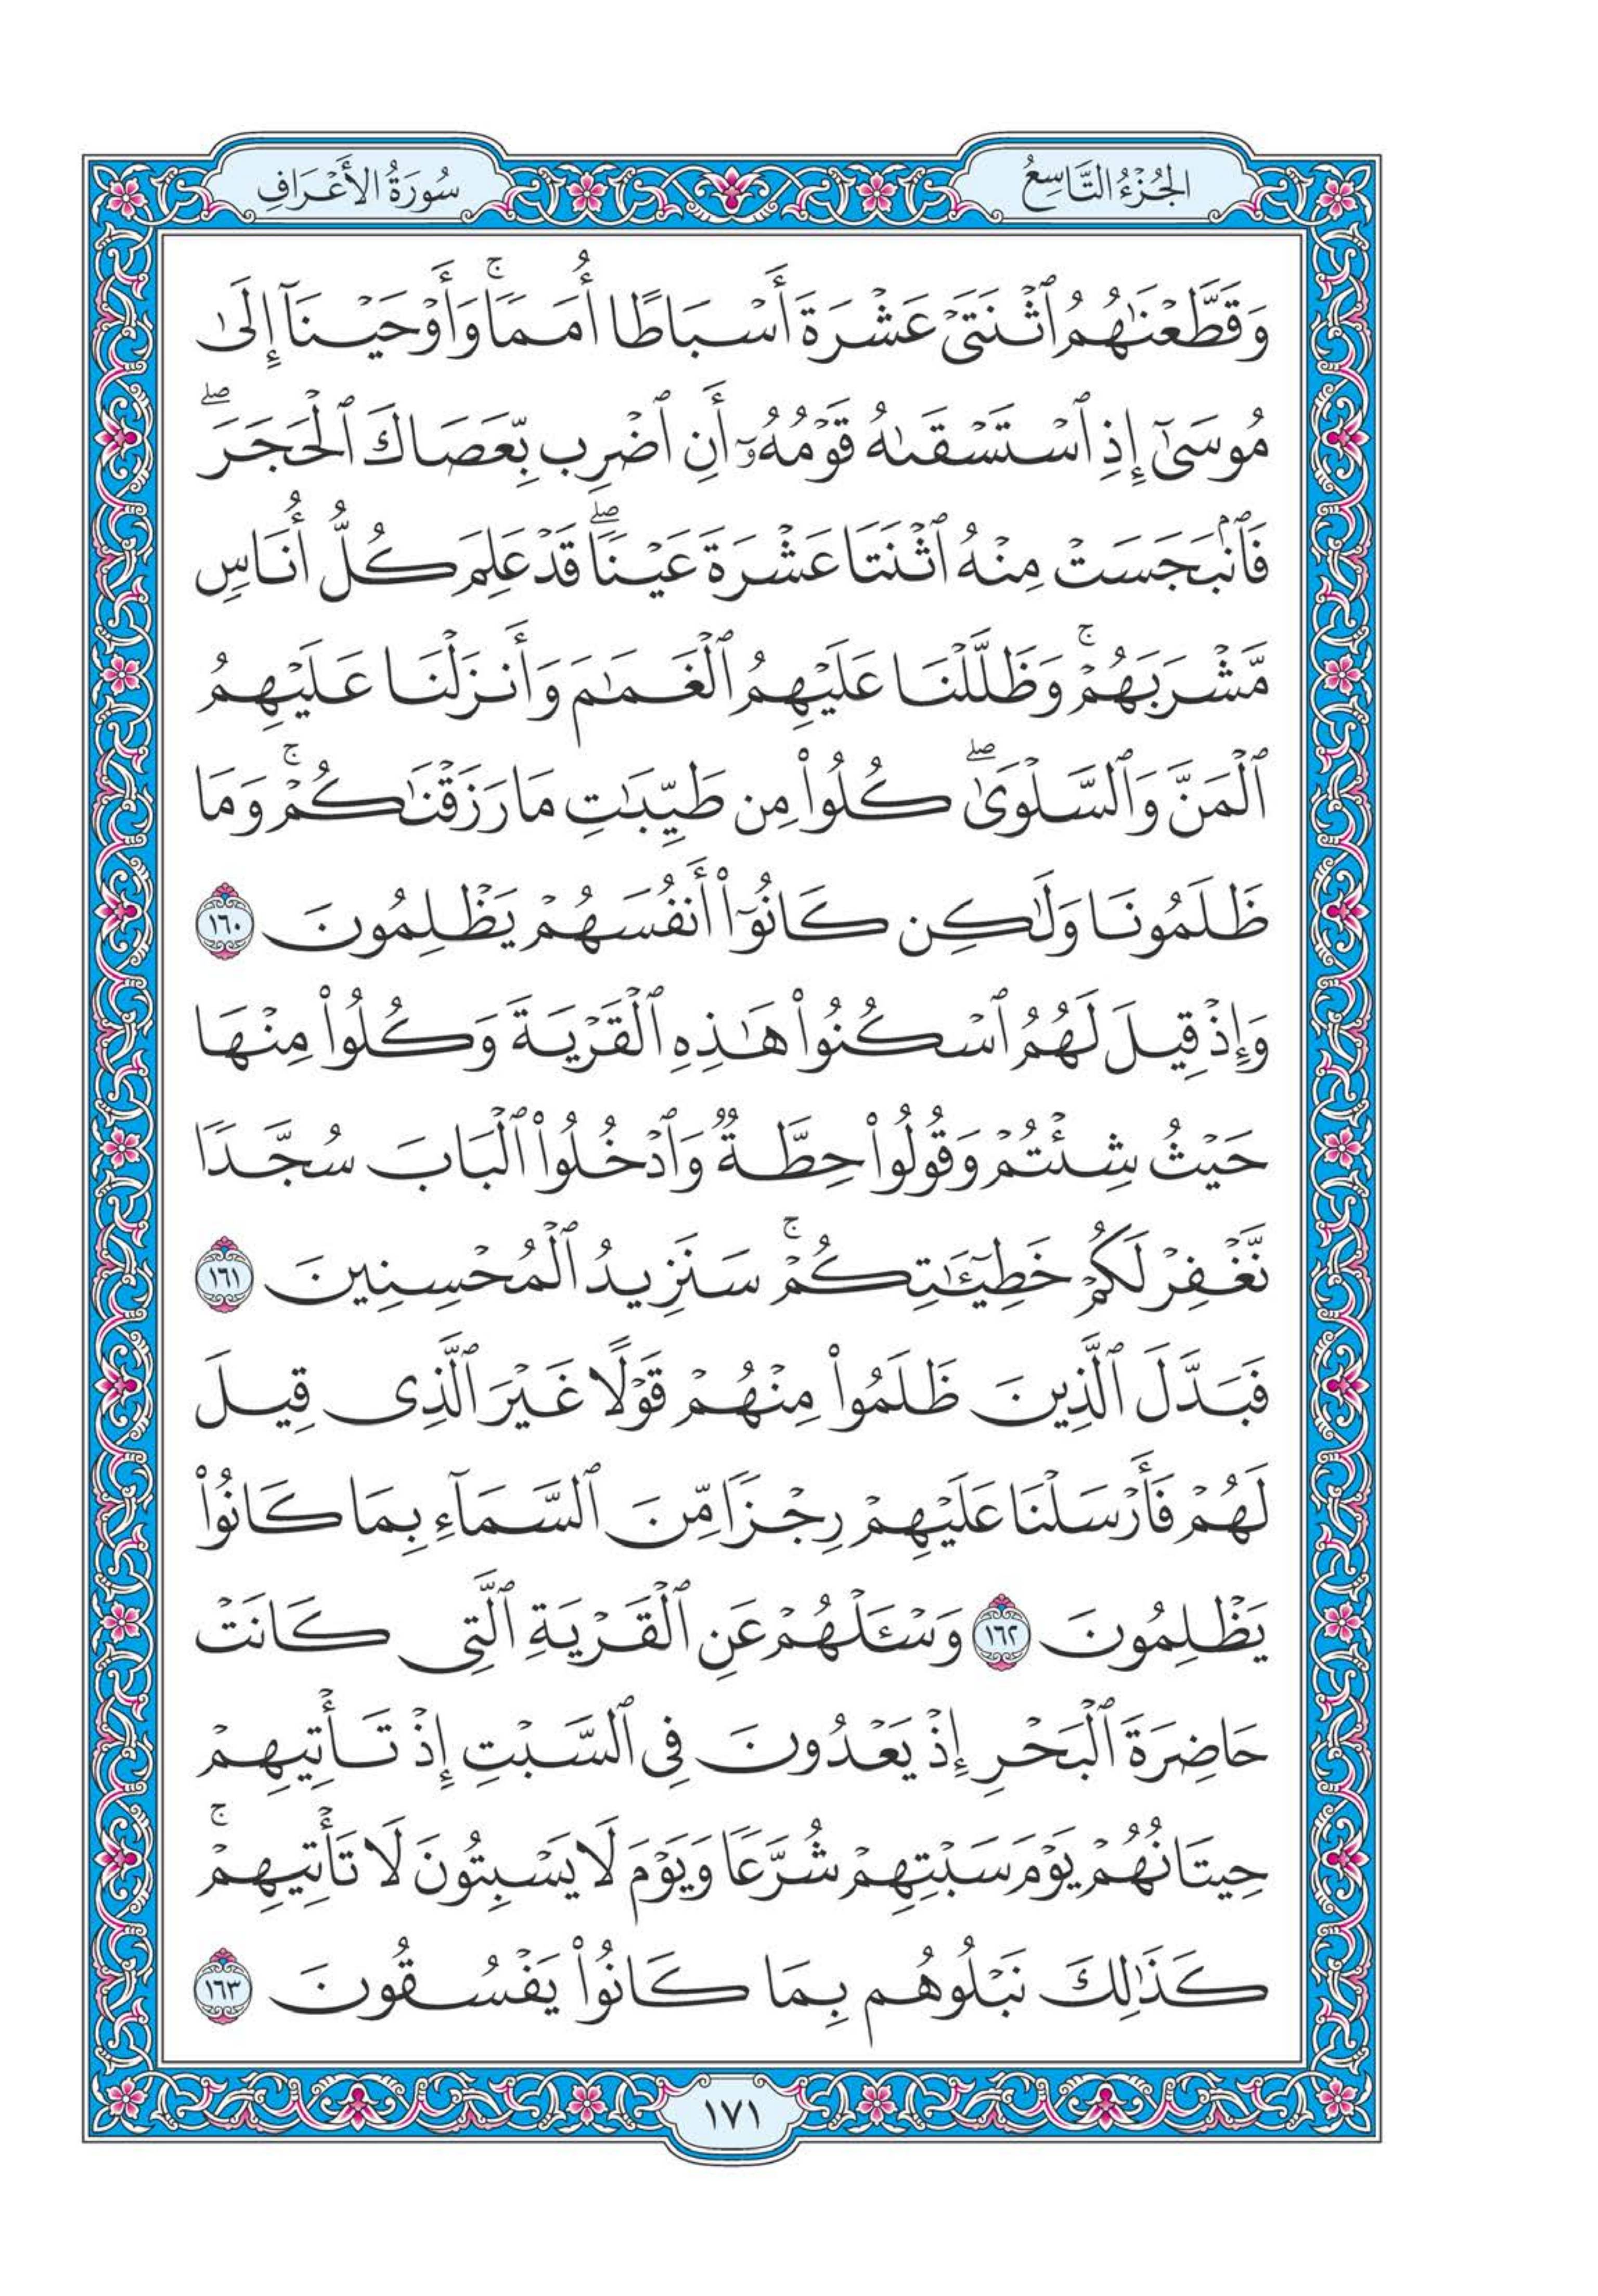 الجُزْءُ التَّاسِعُ
سُورَةُ الأَعْرَافِ
وَقَطَّعْنَٰهُمُ ٱثْنَتَىْ عَشْرَةَ أَسْبَاطًا أُمَمًاۚ وَأَوْحَيْنَآ إِلَىٰ
مُوسَىٰٓ إِذِ ٱسْتَسْقَىٰهُ قَوْمُهُۥٓ أَنِ ٱضْرِب بِّعَصَاكَ ٱلْحَجَرَۖ
فَٱنۢبَجَسَتْ مِنْهُ ٱثْنَتَا عَشْرَةَ عَيْنًاۖ قَدْ عَلِمَ كُلُّ أُنَاسٍ
مَّشْرَبَهُمْۚ وَظَلَّلْنَا عَلَيْهِمُ ٱلْغَمَٰمَ وَأَنزَلْنَا عَلَيْهِمُ
ٱلْمَنَّ وَٱلسَّلْوَىٰۖ كُلُوا۟ مِن طَيِّبَٰتِ مَا رَزَقْنَٰكُمْۚ وَمَا
ظَلَمُونَا وَلَٰكِن كَانُوٓا۟ أَنفُسَهُمْ يَظْلِمُونَ ١٦٠
وَإِذْ قِيلَ لَهُمُ ٱسْكُنُوا۟ هَٰذِهِ ٱلْقَرْيَةَ وَكُلُوا۟ مِنْهَا
حَيْثُ شِئْتُمْ وَقُولُوا۟ حِطَّةٌ وَٱدْخُلُوا۟ ٱلْبَابَ سُجَّدًا
نَّغْفِرْ لَكُمْ خَطِيٓـَٰٔتِكُمْۚ سَنَزِيدُ ٱلْمُحْسِنِينَ ١٦١
فَبَدَّلَ ٱلَّذِينَ ظَلَمُوا۟ مِنْهُمْ قَوْلًا غَيْرَ ٱلَّذِى قِيلَ
لَهُمْ فَأَرْسَلْنَا عَلَيْهِمْ رِجْزًا مِّنَ ٱلسَّمَآءِ بِمَا كَانُوا۟
يَظْلِمُونَ ١٦٢ وَسْـَٔلْهُمْ عَنِ ٱلْقَرْيَةِ ٱلَّتِى كَانَتْ
حَاضِرَةَ ٱلْبَحْرِ إِذْ يَعْدُونَ فِى ٱلسَّبْتِ إِذْ تَأْتِيهِمْ
حِيتَانُهُمْ يَوْمَ سَبْتِهِمْ شُرَّعًا وَيَوْمَ لَا يَسْبِتُونَ لَا تَأْتِيهِمْۚ
كَذَٰلِكَ نَبْلُوهُم بِمَا كَانُوا۟ يَفْسُقُونَ ١٦٣
١٧١